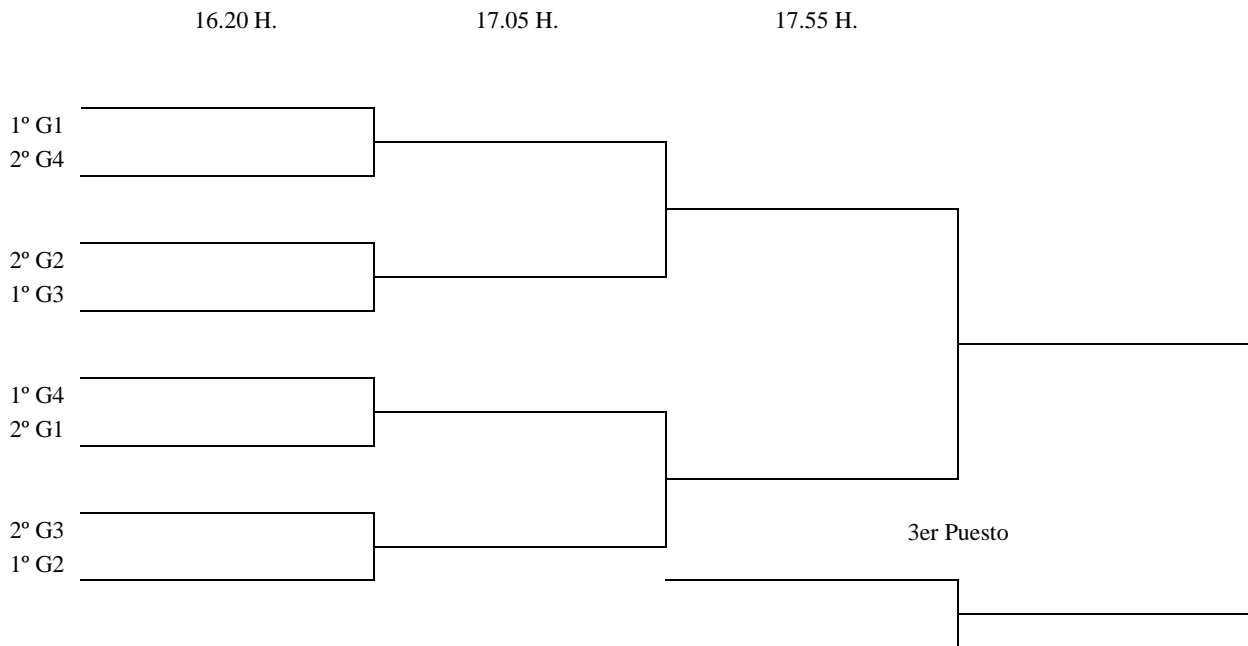 16.20 H. 17.05 H. 17.55 H.
1º G1
2º G4
2º G2
1º G3
1º G4
2º G1
2º G3
3er Puesto
1º G2